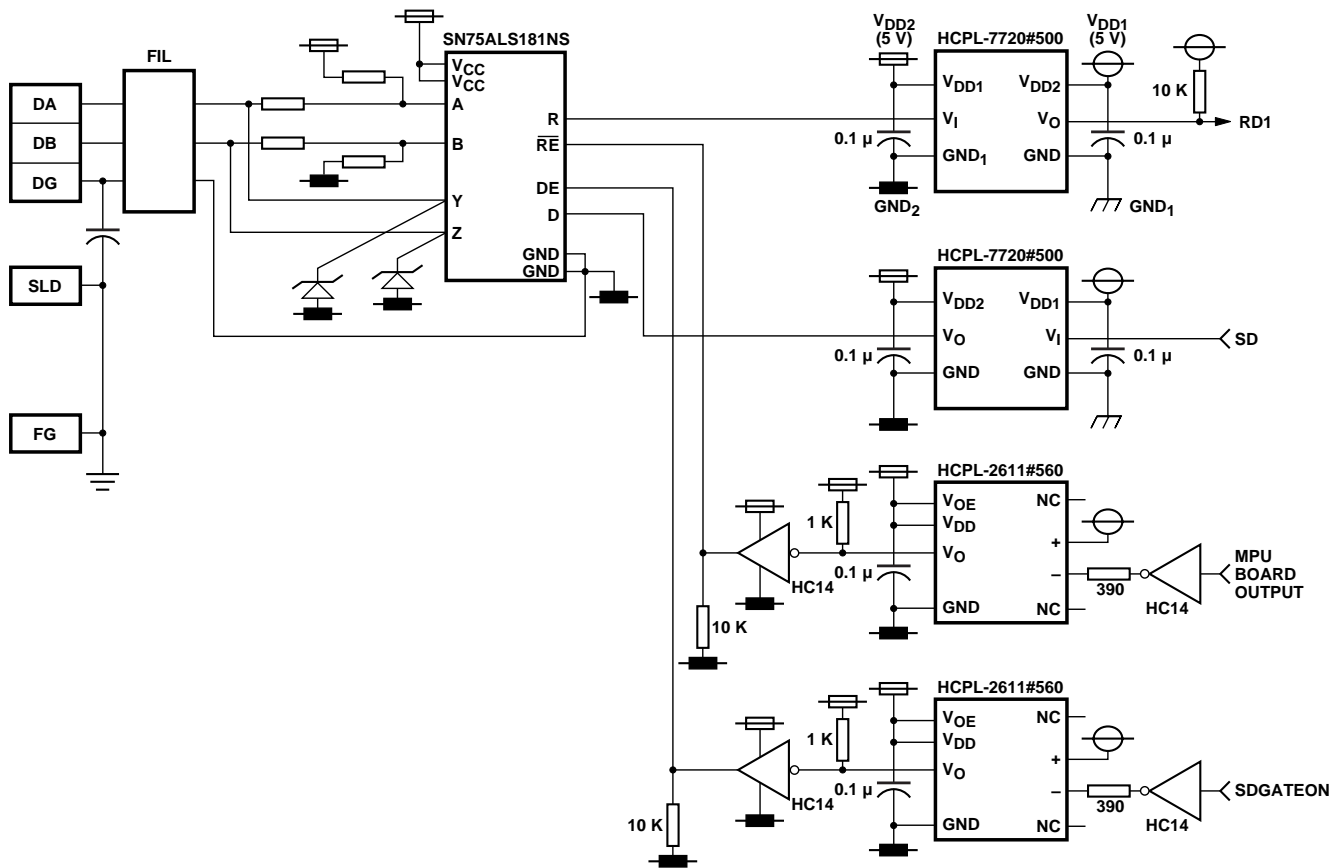 SN75ALS181NS
FIL
DA
DB
DG
SLD
FG
VCC
VCC
A
B
Y
Z
R
RE
DE
D
GND
GND
VDD2
(5 V)
HCPL-7720#500
VDD1
(5 V)
VDD1
VI
GND1
VDD2
VO
GND
0.1 µ
0.1 µ
10 K
RD1
GND2
GND1
HCPL-7720#500
VDD2
VO
GND
VDD1
VI
GND
0.1 µ
0.1 µ
SD
HCPL-2611#560
VOE
VDD
VO
GND
NC
+
–
NC
1 K
0.1 µ
HC14
10 K
390
HC14
MPU
BOARD
OUTPUT
HCPL-2611#560
VOE
VDD
VO
GND
NC
+
–
NC
1 K
0.1 µ
HC14
10 K
390
HC14
SDGATEON